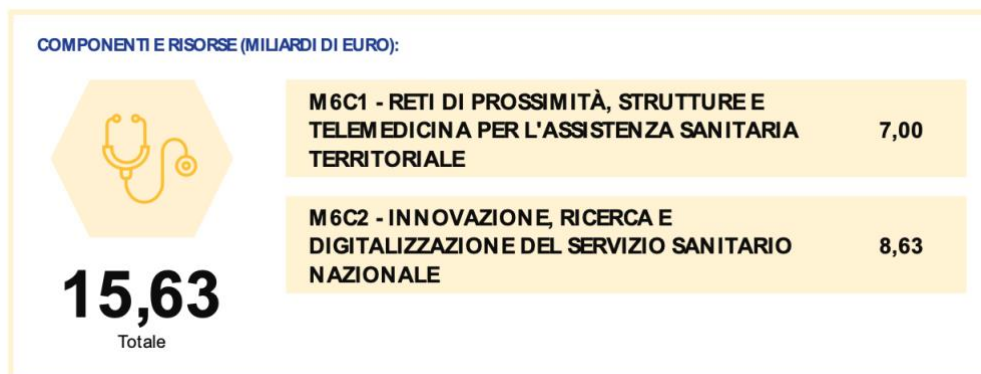 COMPONENTI E RISORSE (MILIARDI DI EURO):
M6C1 - RETI DI PROSSIMITÀ, STRUTTURE E
TELEMEDICINA PER L'ASSISTENZA SANITARIA
TERRITORIALE
7,00
M6C2 - INNOVAZIONE, RICERCA E
DIGITALIZZAZIONE DEL SERVIZIO SANITARIO
NAZIONALE
8,63
15,63
Totale